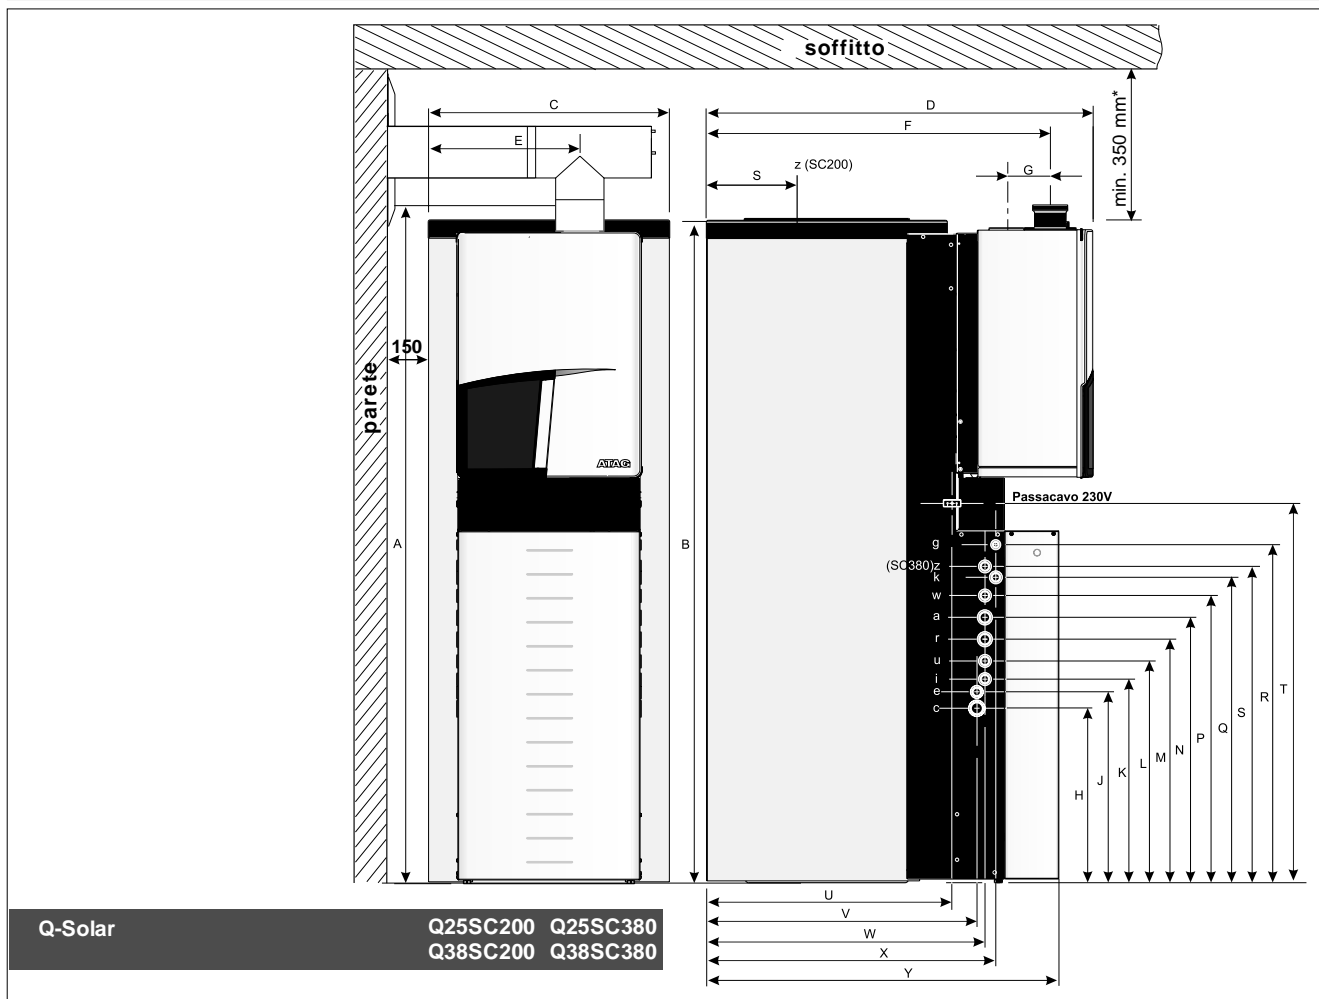 soffitto
C
D
E
F
min. 350 mm*
z (SC200)
S
G
150
parete
ATAG
Passacavo 230V
A
B
g
(SC380)z
k
w
a
r
u
i
e
c
T
R
S
Q
P
N
M
L
K
J
H
U
V
W
X
Y
Q-Solar
Q25SC200 Q25SC380
Q38SC200 Q38SC380